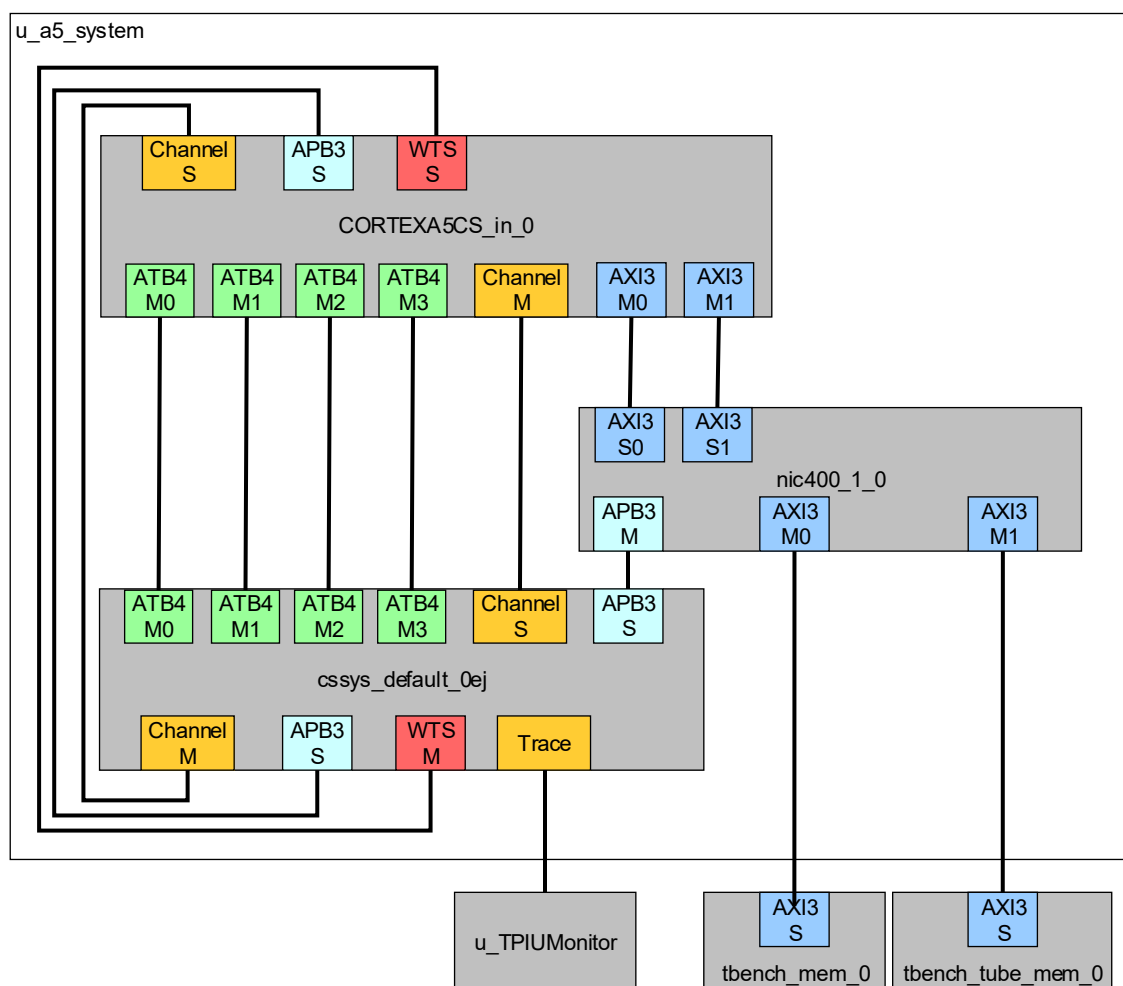 u_a5_system
Channel
S
APB3
S
WTS
S
CORTEXA5CS_in_0
ATB4
M0
ATB4
M1
ATB4
M2
ATB4
M3
Channel
M
AXI3
M0
AXI3
M1
AXI3
S0
AXI3
S1
nic400_1_0
APB3
M
AXI3
M0
AXI3
M1
ATB4
M0
ATB4
M1
ATB4
M2
ATB4
M3
Channel
S
APB3
S
cssys_default_0ej
Channel
M
APB3
S
WTS
M
Trace
u_TPIUMonitor
AXI3
S
tbench_mem_0
AXI3
S
tbench_tube_mem_0